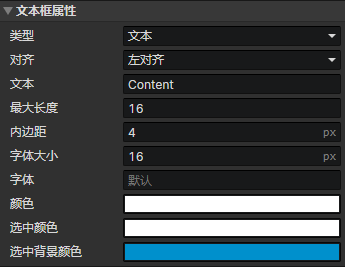 文本框属性
类型 文本
对齐 左对齐
文本 Content
最大长度 16
内边距 4 px
字体大小 16 px
字体 默认
颜色
选中颜色
选中背景颜色